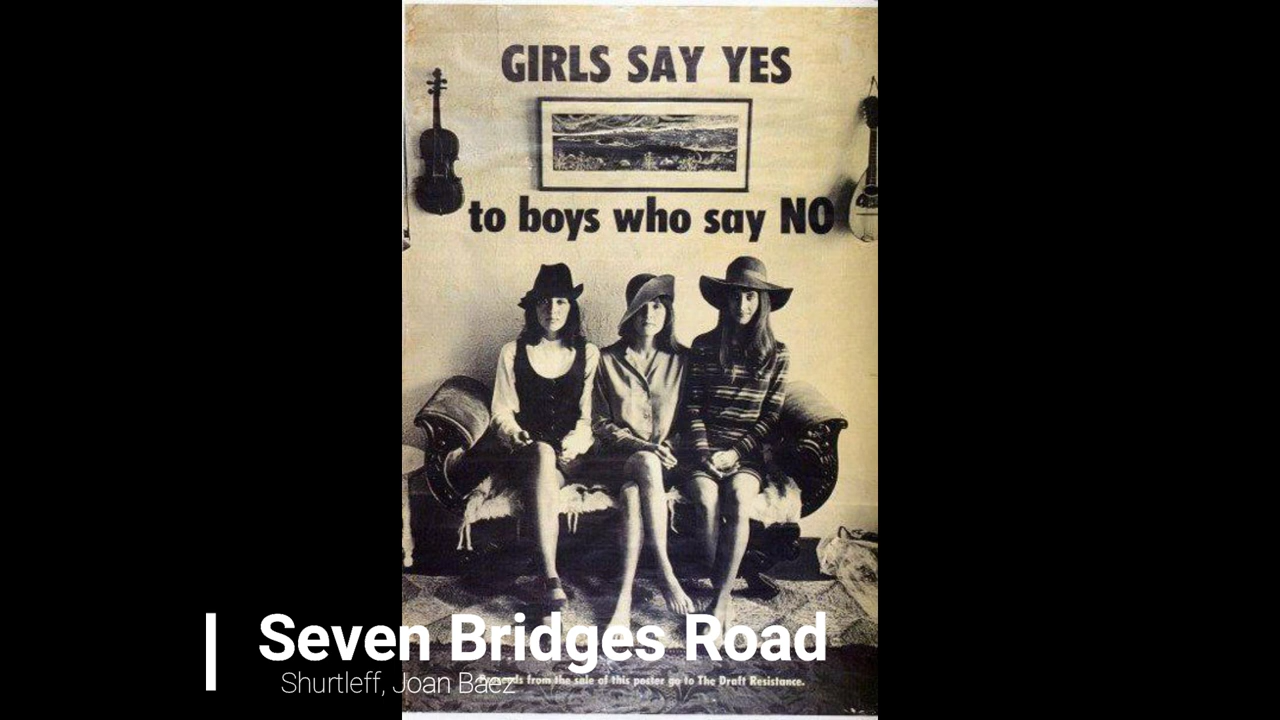 GIRLS SAY YES
to boys who say NO
Seven Bridges Road
Shurtleff, Joan Baez
from the sale of this poster go to The Draft Resistance.